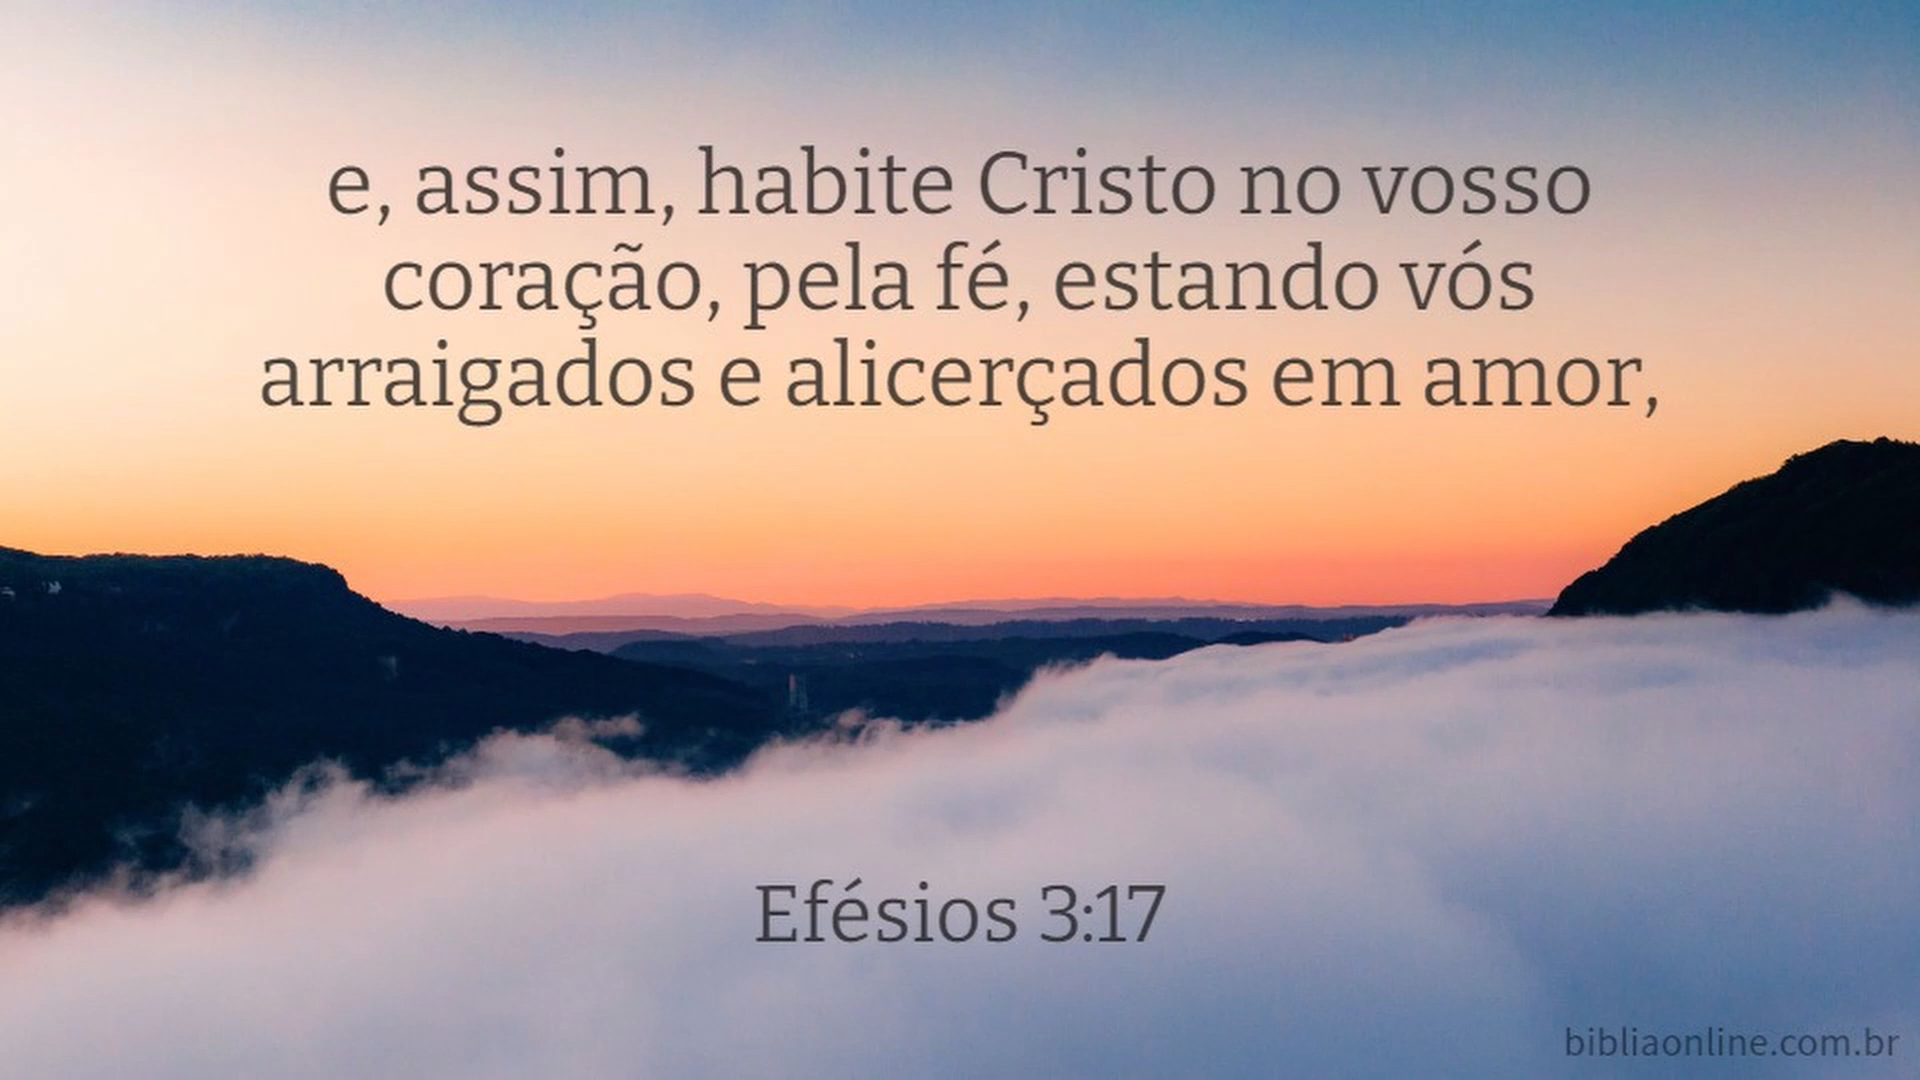 e, assim, habite Cristo no vosso
coração, pela fé, estando vós
arraigados e alicerçados em amor,
Efésios 3:17
bibliaonline.com.br